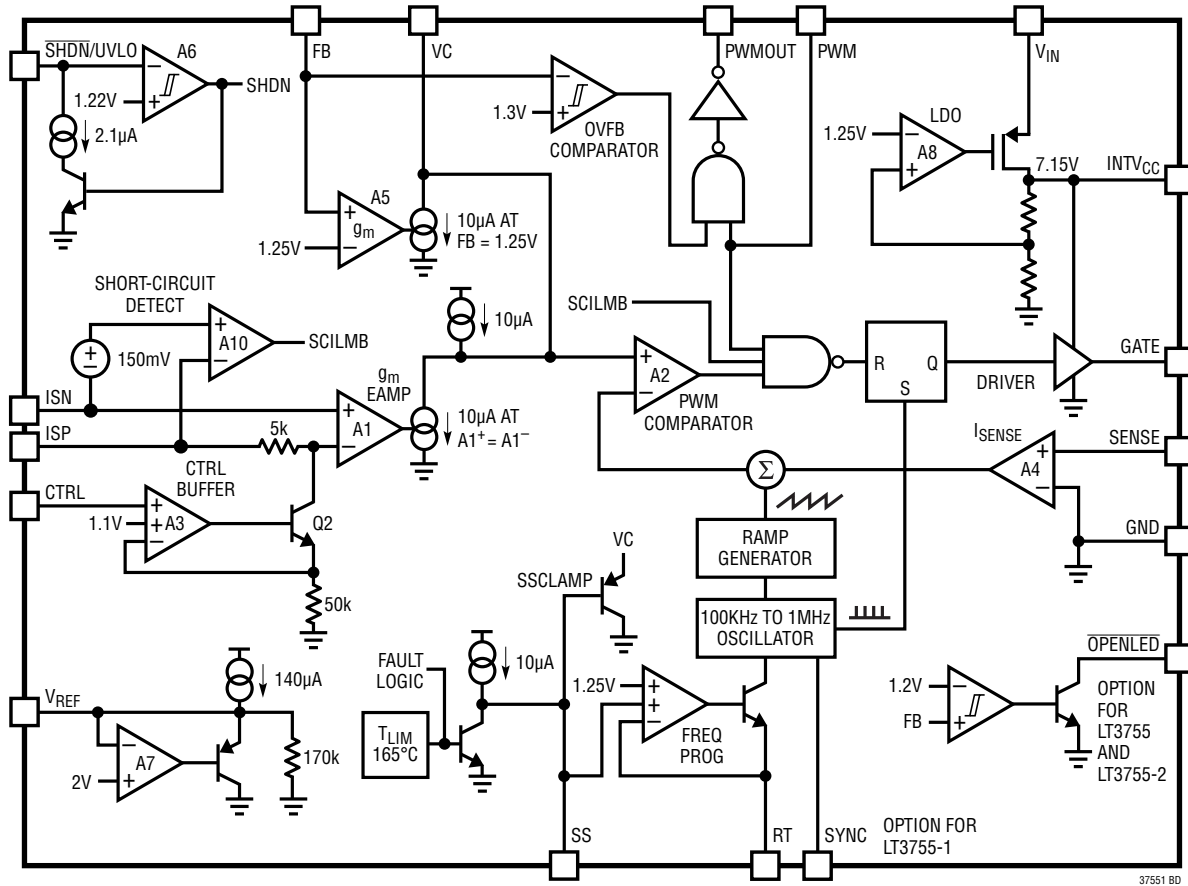 FB
VC
PWMOUT
PWM
VIN
SHDN/UVLO
A6
SHDN
1.22V
2.1µA
1.3V
OVFB
COMPARATOR
1.25V
LDO
A8
7.15V
INTVCC
A5
gm
1.25V
10µA AT
FB = 1.25V
SHORT-CIRCUIT
DETECT
A10
SCILMB
150mV
10µA
SCILMB
ISN
ISP
gm
EAMP
A1
5k
10µA AT
A1+ = A1−
A2
PWM
COMPARATOR
R
Q
S
DRIVER
GATE
ISENSE
A4
SENSE
GND
CTRL
CTRL
BUFFER
1.1V
A3
Q2
50k
Σ
RAMP
GENERATOR
100KHz TO 1MHz
OSCILLATOR
VC
SSCLAMP
VREF
140µA
A7
2V
170k
FAULT
LOGIC
TLIM
165°C
10µA
1.25V
FREQ
PROG
1.2V
FB
OPENLED
OPTION
FOR
LT3755
AND
LT3755-2
SS
RT
SYNC
OPTION FOR
LT3755-1
37551 BD